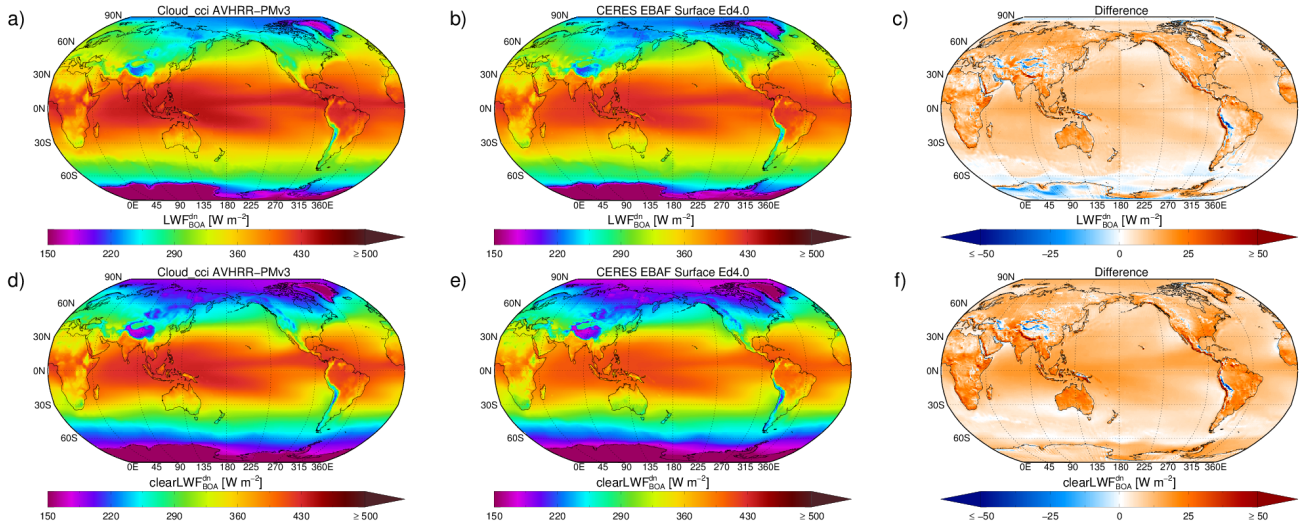 a) Cloud_cci AVHRR-PMv3
90N
60N
30N
0N
30S
60S
0E 45 90 135 180 225 270 315 360E
LWF^dn_BOA [W m^-2]
150 220 290 360 430 ≥ 500
b) CERES EBAF Surface Ed4.0
90N
60N
30N
0N
30S
60S
0E 45 90 135 180 225 270 315 360E
LWF^dn_BOA [W m^-2]
150 220 290 360 430 ≥ 500
c) Difference
90N
60N
30N
0N
30S
60S
0E 45 90 135 180 225 270 315 360E
LWF^dn_BOA [W m^-2]
≤ -50 -25 0 25 ≥ 50
d) Cloud_cci AVHRR-PMv3
90N
60N
30N
0N
30S
60S
0E 45 90 135 180 225 270 315 360E
clearLWF^dn_BOA [W m^-2]
150 220 290 360 430 ≥ 500
e) CERES EBAF Surface Ed4.0
90N
60N
30N
0N
30S
60S
0E 45 90 135 180 225 270 315 360E
clearLWF^dn_BOA [W m^-2]
150 220 290 360 430 ≥ 500
f) Difference
90N
60N
30N
0N
30S
60S
0E 45 90 135 180 225 270 315 360E
clearLWF^dn_BOA [W m^-2]
≤ -50 -25 0 25 ≥ 50